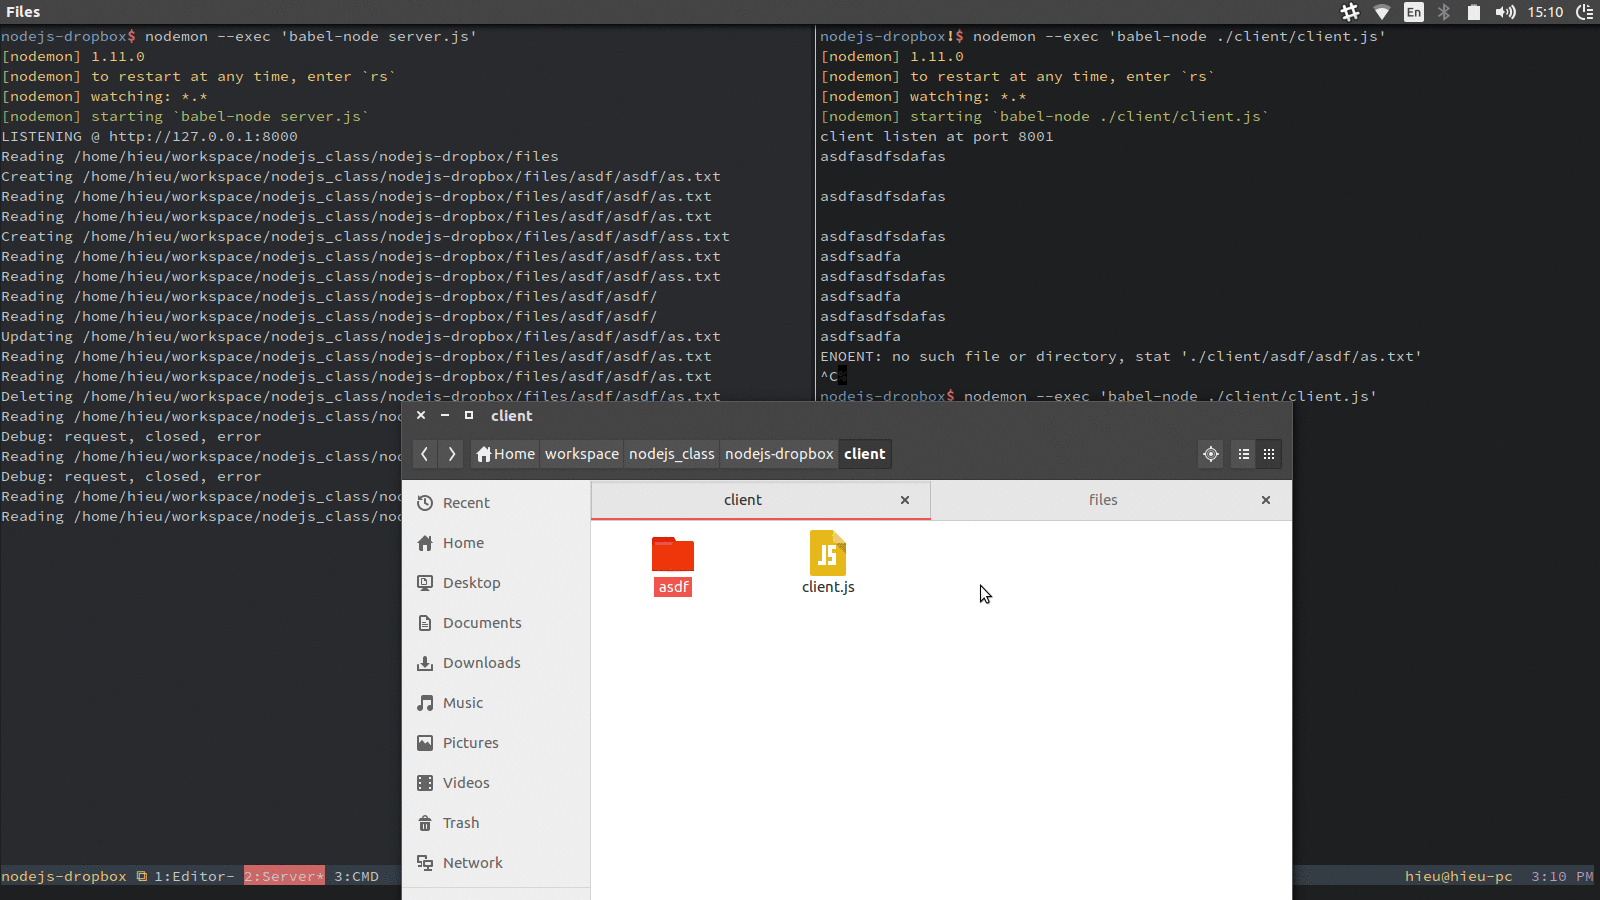 Files
En
15:10
nodejs-dropbox$ nodemon --exec 'babel-node server.js'
[nodemon] 1.11.0
[nodemon] to restart at any time, enter `rs`
[nodemon] watching: *.*
[nodemon] starting `babel-node server.js`
LISTENING @ http://127.0.0.1:8000
Reading /home/hieu/workspace/nodejs_class/nodejs-dropbox/files
Creating /home/hieu/workspace/nodejs_class/nodejs-dropbox/files/asdf/asdf/as.txt
Reading /home/hieu/workspace/nodejs_class/nodejs-dropbox/files/asdf/asdf/as.txt
Reading /home/hieu/workspace/nodejs_class/nodejs-dropbox/files/asdf/asdf/as.txt
Creating /home/hieu/workspace/nodejs_class/nodejs-dropbox/files/asdf/asdf/ass.txt
Reading /home/hieu/workspace/nodejs_class/nodejs-dropbox/files/asdf/asdf/ass.txt
Reading /home/hieu/workspace/nodejs_class/nodejs-dropbox/files/asdf/asdf/ass.txt
Reading /home/hieu/workspace/nodejs_class/nodejs-dropbox/files/asdf/asdf/
Reading /home/hieu/workspace/nodejs_class/nodejs-dropbox/files/asdf/asdf/
Updating /home/hieu/workspace/nodejs_class/nodejs-dropbox/files/asdf/asdf/as.txt
Reading /home/hieu/workspace/nodejs_class/nodejs-dropbox/files/asdf/asdf/as.txt
Reading /home/hieu/workspace/nodejs_class/nodejs-dropbox/files/asdf/asdf/as.txt
Deleting /home/hieu/workspace/nodejs_class/nodejs-dropbox/files/asdf/asdf/as.txt
Reading /home/hieu/workspace/nodejs_class/noc
Debug: request, closed, error
Reading /home/hieu/workspace/nodejs_class/noc
Debug: request, closed, error
Reading /home/hieu/workspace/nodejs_class/noc
Reading /home/hieu/workspace/nodejs_class/noc
nodejs-dropbox!$ nodemon --exec 'babel-node ./client/client.js'
[nodemon] 1.11.0
[nodemon] to restart at any time, enter `rs`
[nodemon] watching: *.*
[nodemon] starting `babel-node ./client/client.js`
client listen at port 8001
asdfasdfsdafas
asdfasdfsdafas
asdfasdfsdafas
asdfsadfa
asdfasdfsdafas
asdfsadfa
asdfasdfsdafas
asdfsadfa
ENOENT: no such file or directory, stat './client/asdf/asdf/as.txt'
^C
nodejs-dropbox$ nodemon --exec 'babel-node ./client/client.js'
client
Home
workspace
nodejs_class
nodejs-dropbox
client
Recent
Home
Desktop
Documents
Downloads
Music
Pictures
Videos
Trash
Network
client
files
asdf
JS
client.js
nodejs-dropbox 1:Editor- 2:Server* 3:CMD
hieu@hieu-pc 3:10 PM